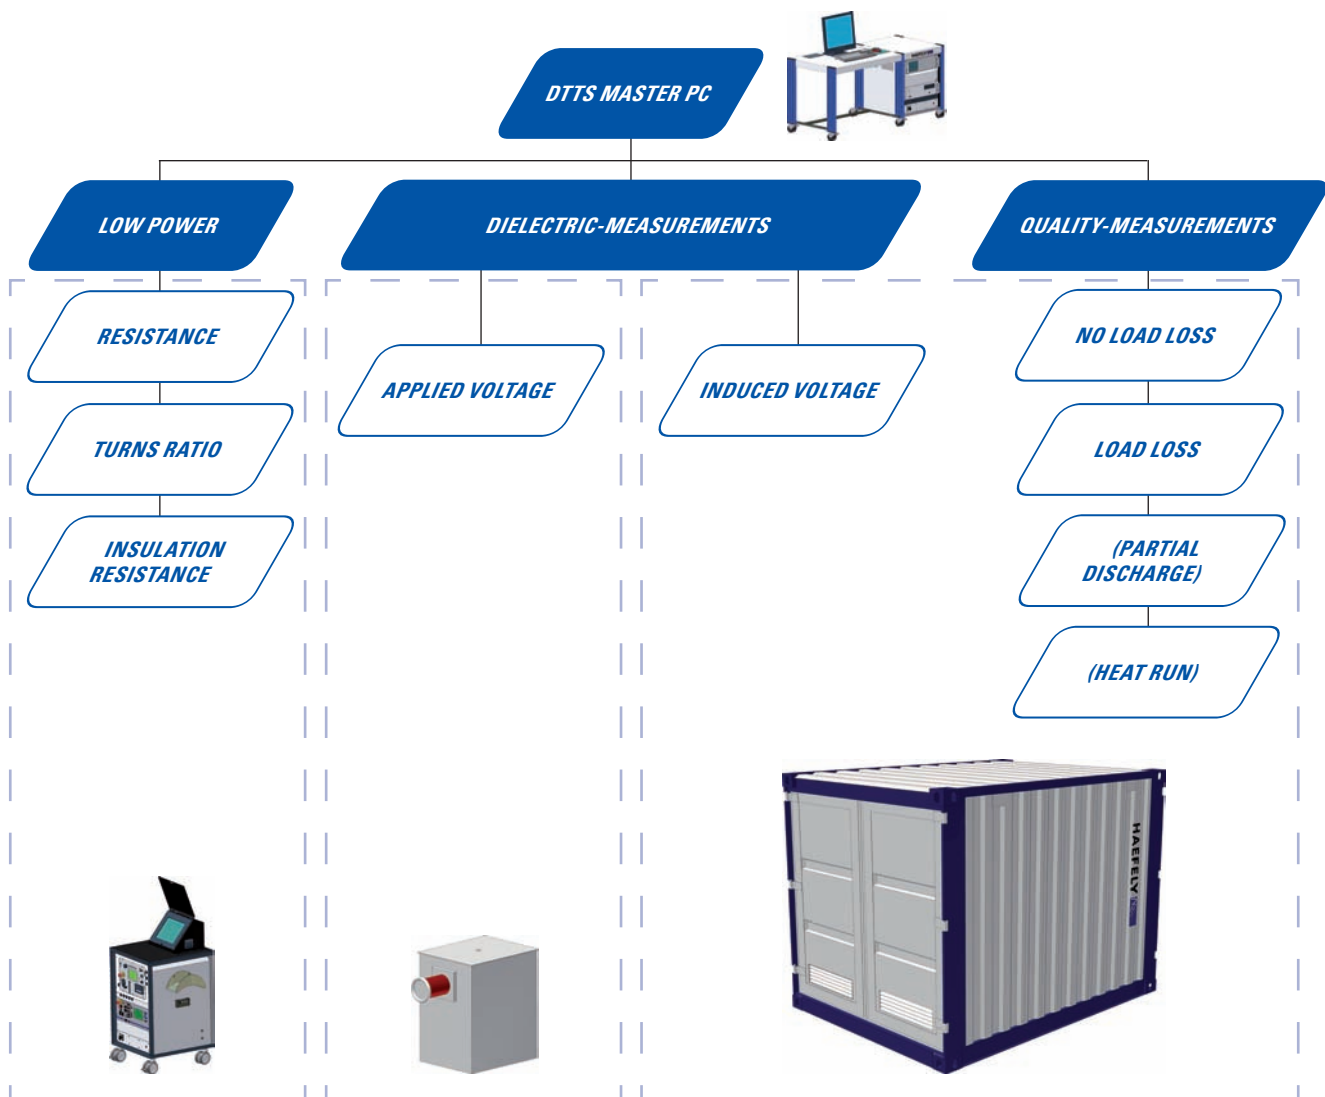 DTTS MASTER PC
LOW POWER
DIELECTRIC-MEASUREMENTS
QUALITY-MEASUREMENTS
RESISTANCE
TURNS RATIO
INSULATION
RESISTANCE
APPLIED VOLTAGE
INDUCED VOLTAGE
NO LOAD LOSS
LOAD LOSS
(PARTIAL
DISCHARGE)
(HEAT RUN)
HAEFELY